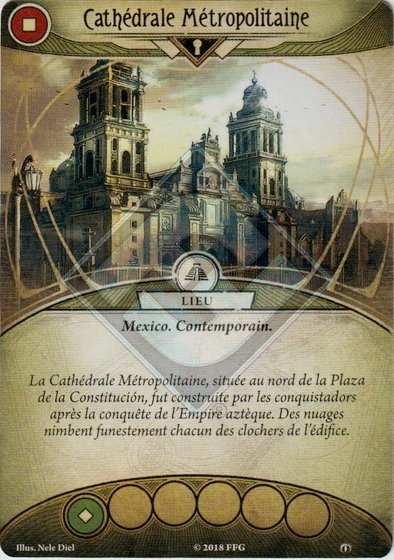 Cathédrale Métropolitaine
LIEU
Mexico. Contemporain.
La Cathédrale Métropolitaine, située au nord de la Plaza
de la Constitución, fut construite par les conquistadors
après la conquête de l'Empire aztèque. Des nuages
nimbent funestement chacun des clochers de l'édifice.
Illus. Nele Diel
© 2018 FFG